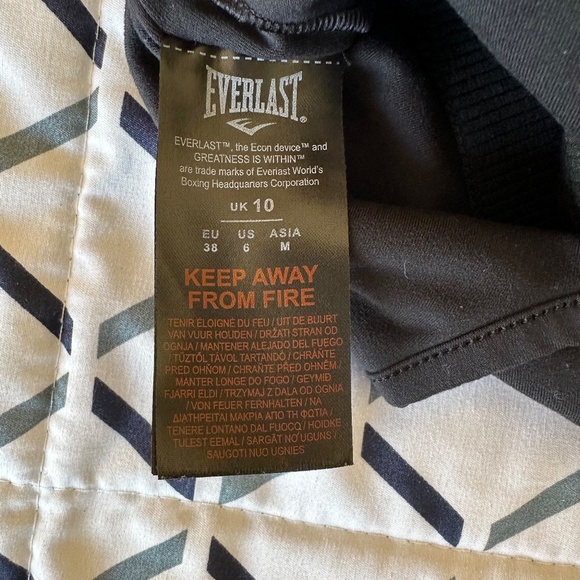 EVERLAST®
EVERLAST™, the Econ device™ and
GREATNESS IS WITHIN™
are trade marks of Everlast World's
Boxing Headquarters Corporation
UK 10
EU US ASIA
38 6 M
KEEP AWAY
FROM FIRE
TENIR ÉLOIGNÉ DU FEU / UIT DE BUURT
VAN VUUR HOUDEN / DRŽATI STRAN OD
OGNJA / MANTENER ALEJADO DEL FUEGO
/ TŰZTŐL TÁVOL TARTANDÓ / CHRÁŇTE
PŘED OHŇOM / CHRAŇTE PŘED OHNĚM /
MANTER LONGE DO FOGO / GEYMIÐ
FJARRI ELDI / TRZYMAJ Z DALA OD OGNIA
/ VON FEUER FERNHALTEN / ΝΑ
ΔΙΑΤΗΡΕΙΤΑΙ ΜΑΚΡΙΑ ΑΠΟ ΤΗ ΦΩΤΙΑ /
TENERE LONTANO DAL FUOCO / HOIDKE
TULEST EEMAL / SARGĀT NO UGUNS /
SAUGOTI NUO UGNIES